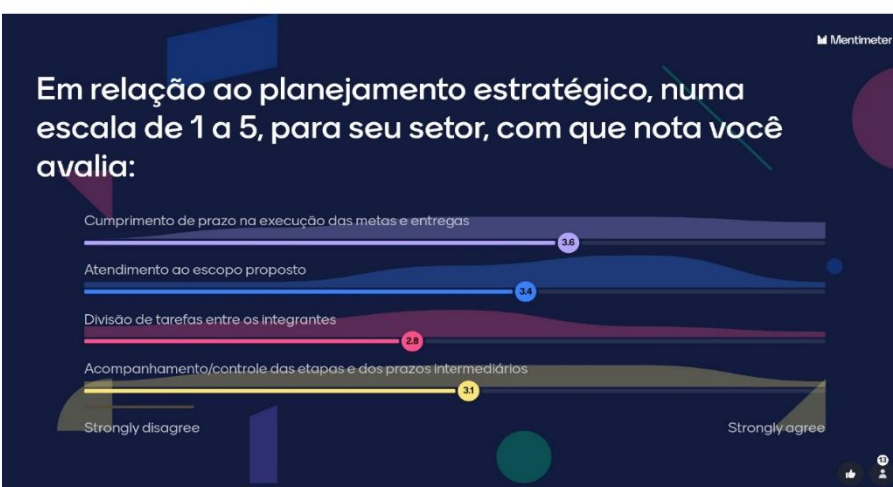 Mentimeter
Em relação ao planejamento estratégico, numa
escala de 1 a 5, para seu setor, com que nota você
avalia:
Cumprimento de prazo na execução das metas e entregas
3.6
Atendimento ao escopo proposto
3.4
Divisão de tarefas entre os integrantes
2.8
Acompanhamento/controle das etapas e dos prazos intermediários
3.1
Strongly disagree
Strongly agree
13